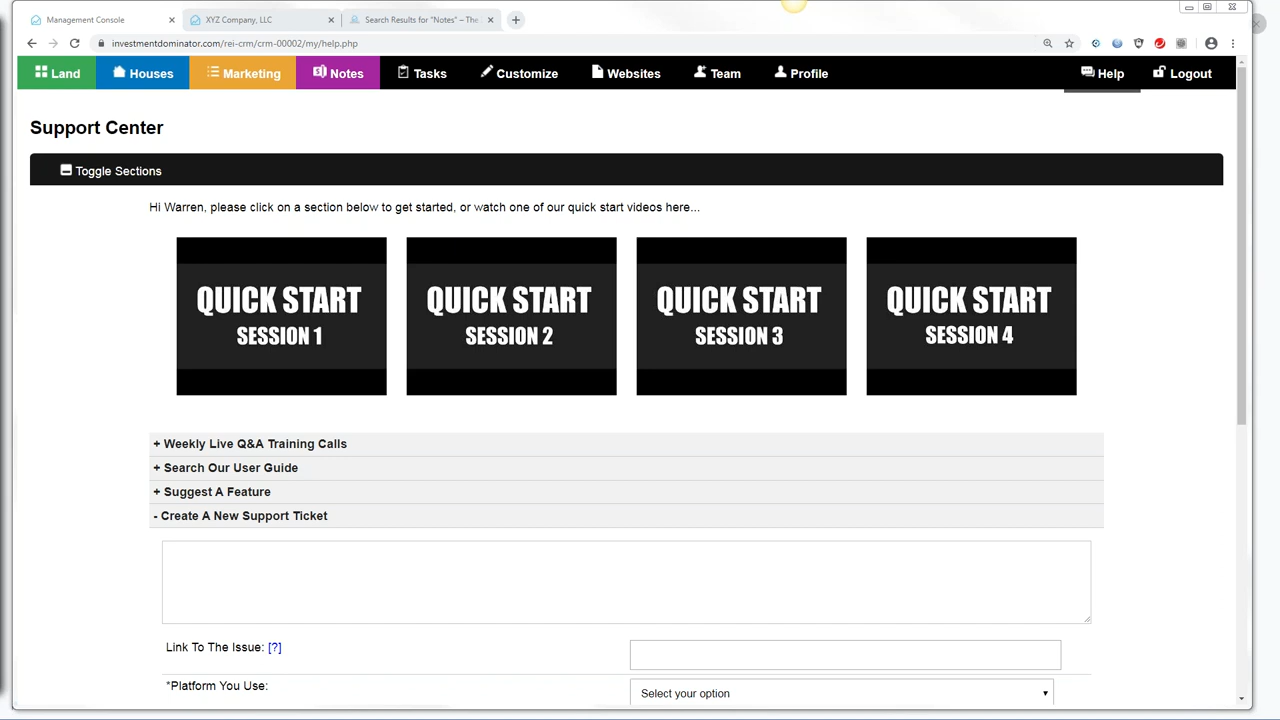 Management Console
XYZ Company, LLC
Search Results for "Notes" – The
investmentdominator.com/rei-crm/crm-00002/my/help.php
Land
Houses
Marketing
Notes
Tasks
Customize
Websites
Team
Profile
Help
Logout
Support Center
Toggle Sections
Hi Warren, please click on a section below to get started, or watch one of our quick start videos here...
QUICK START
SESSION 1
QUICK START
SESSION 2
QUICK START
SESSION 3
QUICK START
SESSION 4
+ Weekly Live Q&A Training Calls
+ Search Our User Guide
+ Suggest A Feature
- Create A New Support Ticket
Link To The Issue: [?]
*Platform You Use:
Select your option